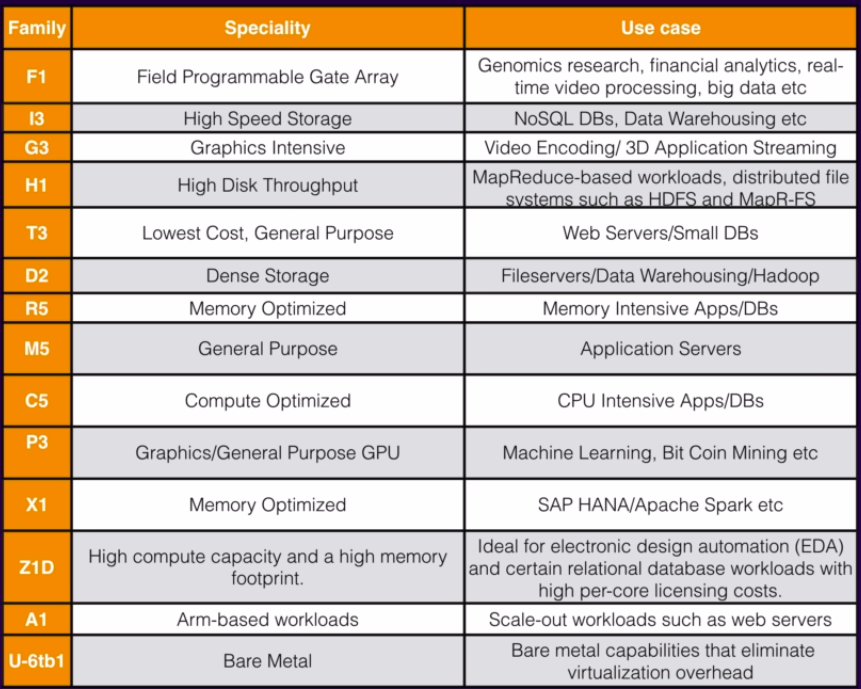 Family Speciality Use case
F1 Field Programmable Gate Array Genomics research, financial analytics, real-
time video processing, big data etc
I3 High Speed Storage NoSQL DBs, Data Warehousing etc
G3 Graphics Intensive Video Encoding/ 3D Application Streaming
H1 High Disk Throughput MapReduce-based workloads, distributed file
systems such as HDFS and MapR-FS
T3 Lowest Cost, General Purpose Web Servers/Small DBs
D2 Dense Storage Fileservers/Data Warehousing/Hadoop
R5 Memory Optimized Memory Intensive Apps/DBs
M5 General Purpose Application Servers
C5 Compute Optimized CPU Intensive Apps/DBs
P3 Graphics/General Purpose GPU Machine Learning, Bit Coin Mining etc
X1 Memory Optimized SAP HANA/Apache Spark etc
Z1D High compute capacity and a high memory
footprint. Ideal for electronic design automation (EDA)
and certain relational database workloads with
high per-core licensing costs.
A1 Arm-based workloads Scale-out workloads such as web servers
U-6tb1 Bare Metal Bare metal capabilities that eliminate
virtualization overhead